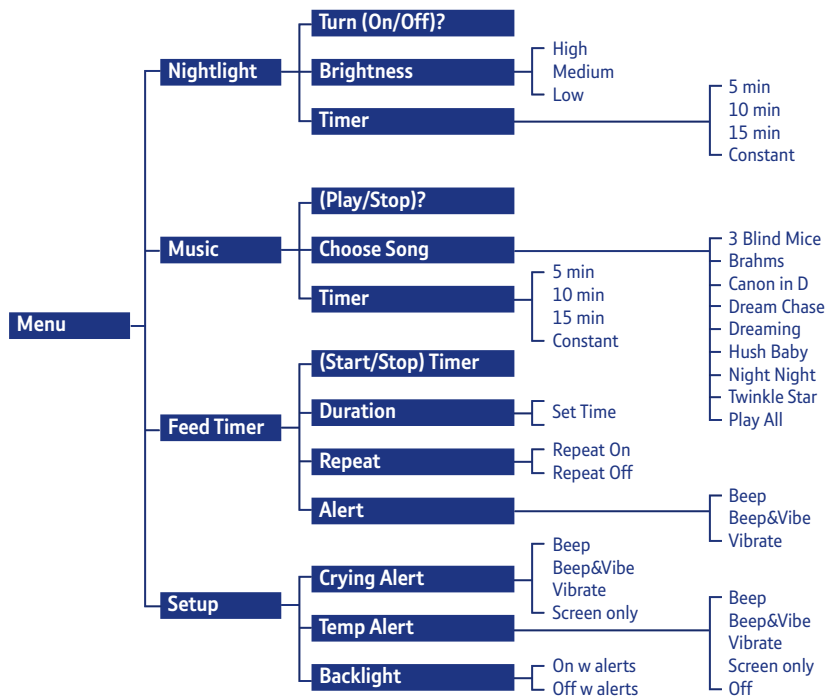 Menu
Nightlight
Turn (On/Off)?
Brightness
High
Medium
Low
Timer
5 min
10 min
15 min
Constant
Music
(Play/Stop)?
Choose Song
3 Blind Mice
Brahms
Canon in D
Dream Chase
Dreaming
Hush Baby
Night Night
Twinkle Star
Play All
Timer
5 min
10 min
15 min
Constant
Feed Timer
(Start/Stop) Timer
Duration
Set Time
Repeat
Repeat On
Repeat Off
Alert
Beep
Beep&Vibe
Vibrate
Setup
Crying Alert
Beep
Beep&Vibe
Vibrate
Screen only
Temp Alert
Beep
Beep&Vibe
Vibrate
Screen only
Off
Backlight
On w alerts
Off w alerts